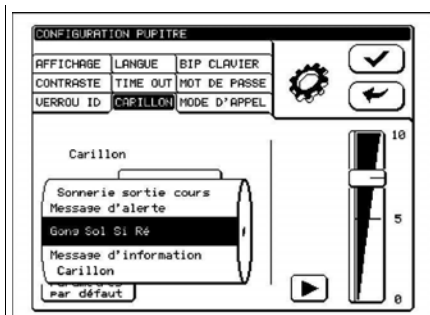 CONFIGURATION PUPITRE
AFFICHAGE LANGUE BIP CLAVIER
CONTRASTE TIME OUT MOT DE PASSE
VERROU ID CARILLON MODE D'APPEL
10
Carillon
Sonnerie sortie cours
Message d'alerte
Gong Sol Si Ré
5
Message d'information
Carillon
par défaut
0